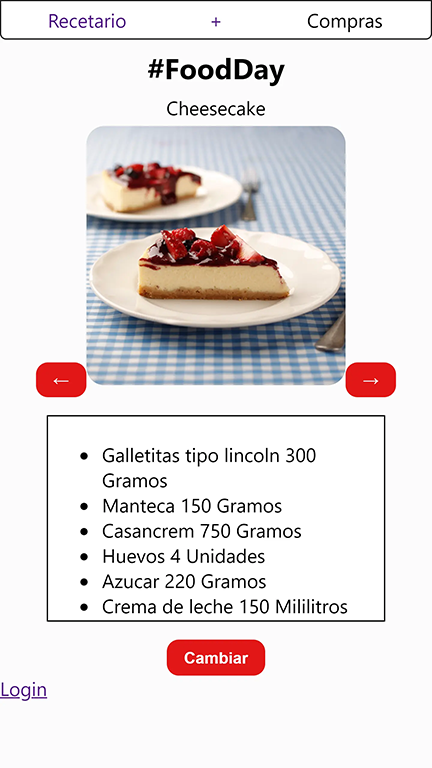 Recetario + Compras
#FoodDay
Cheesecake
← →
Galletitas tipo lincoln 300
Gramos
Manteca 150 Gramos
Casancrem 750 Gramos
Huevos 4 Unidades
Azucar 220 Gramos
Crema de leche 150 Mililitros
Cambiar
Login